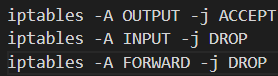 iptables -A OUTPUT -j ACCEPT
iptables -A INPUT -j DROP
iptables -A FORWARD -j DROP